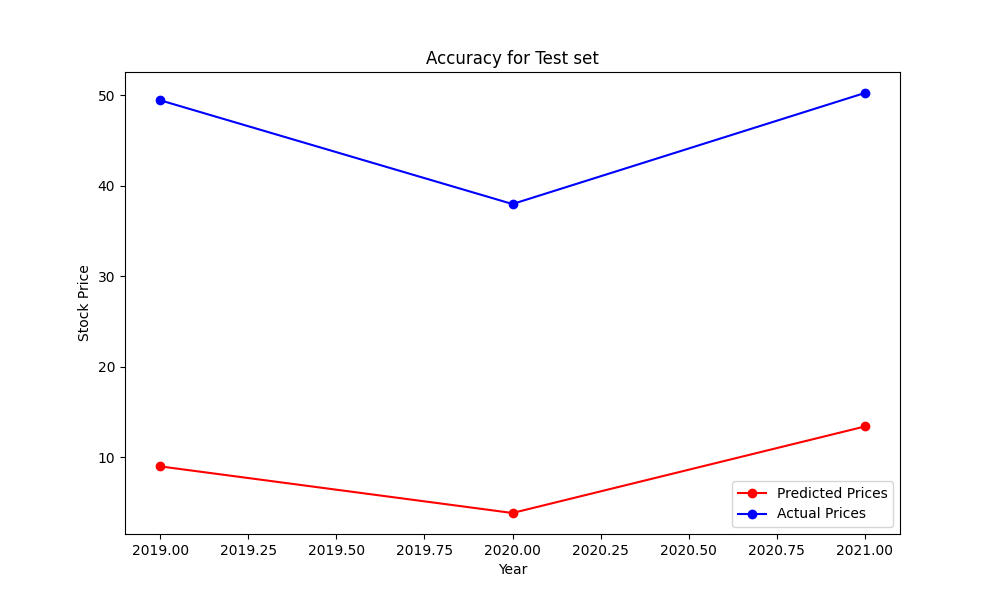 Accuracy for Test set
Stock Price
50
40
30
20
10
Predicted Prices
Actual Prices
2019.00 2019.25 2019.50 2019.75 2020.00 2020.25 2020.50 2020.75 2021.00
Year